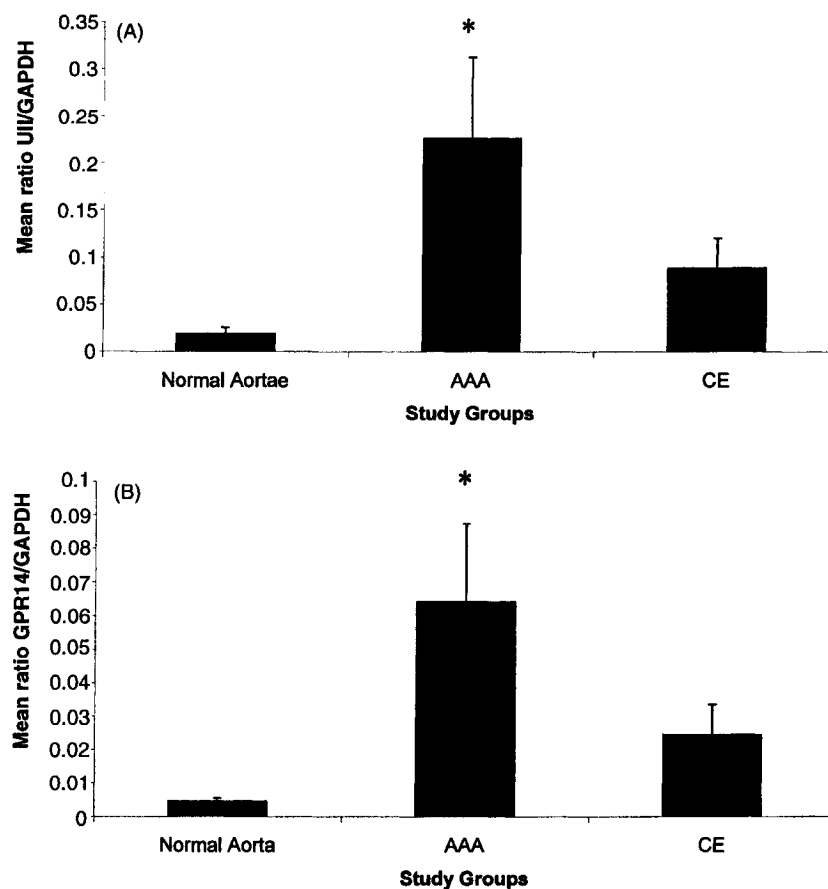 (A)
*
Mean ratio UII/GAPDH
0.35
0.3
0.25
0.2
0.15
0.1
0.05
0
Normal Aortae AAA CE
Study Groups
(B)
*
Mean ratio GPR14/GAPDH
0.1
0.09
0.08
0.07
0.06
0.05
0.04
0.03
0.02
0.01
0
Normal Aorta AAA CE
Study Groups